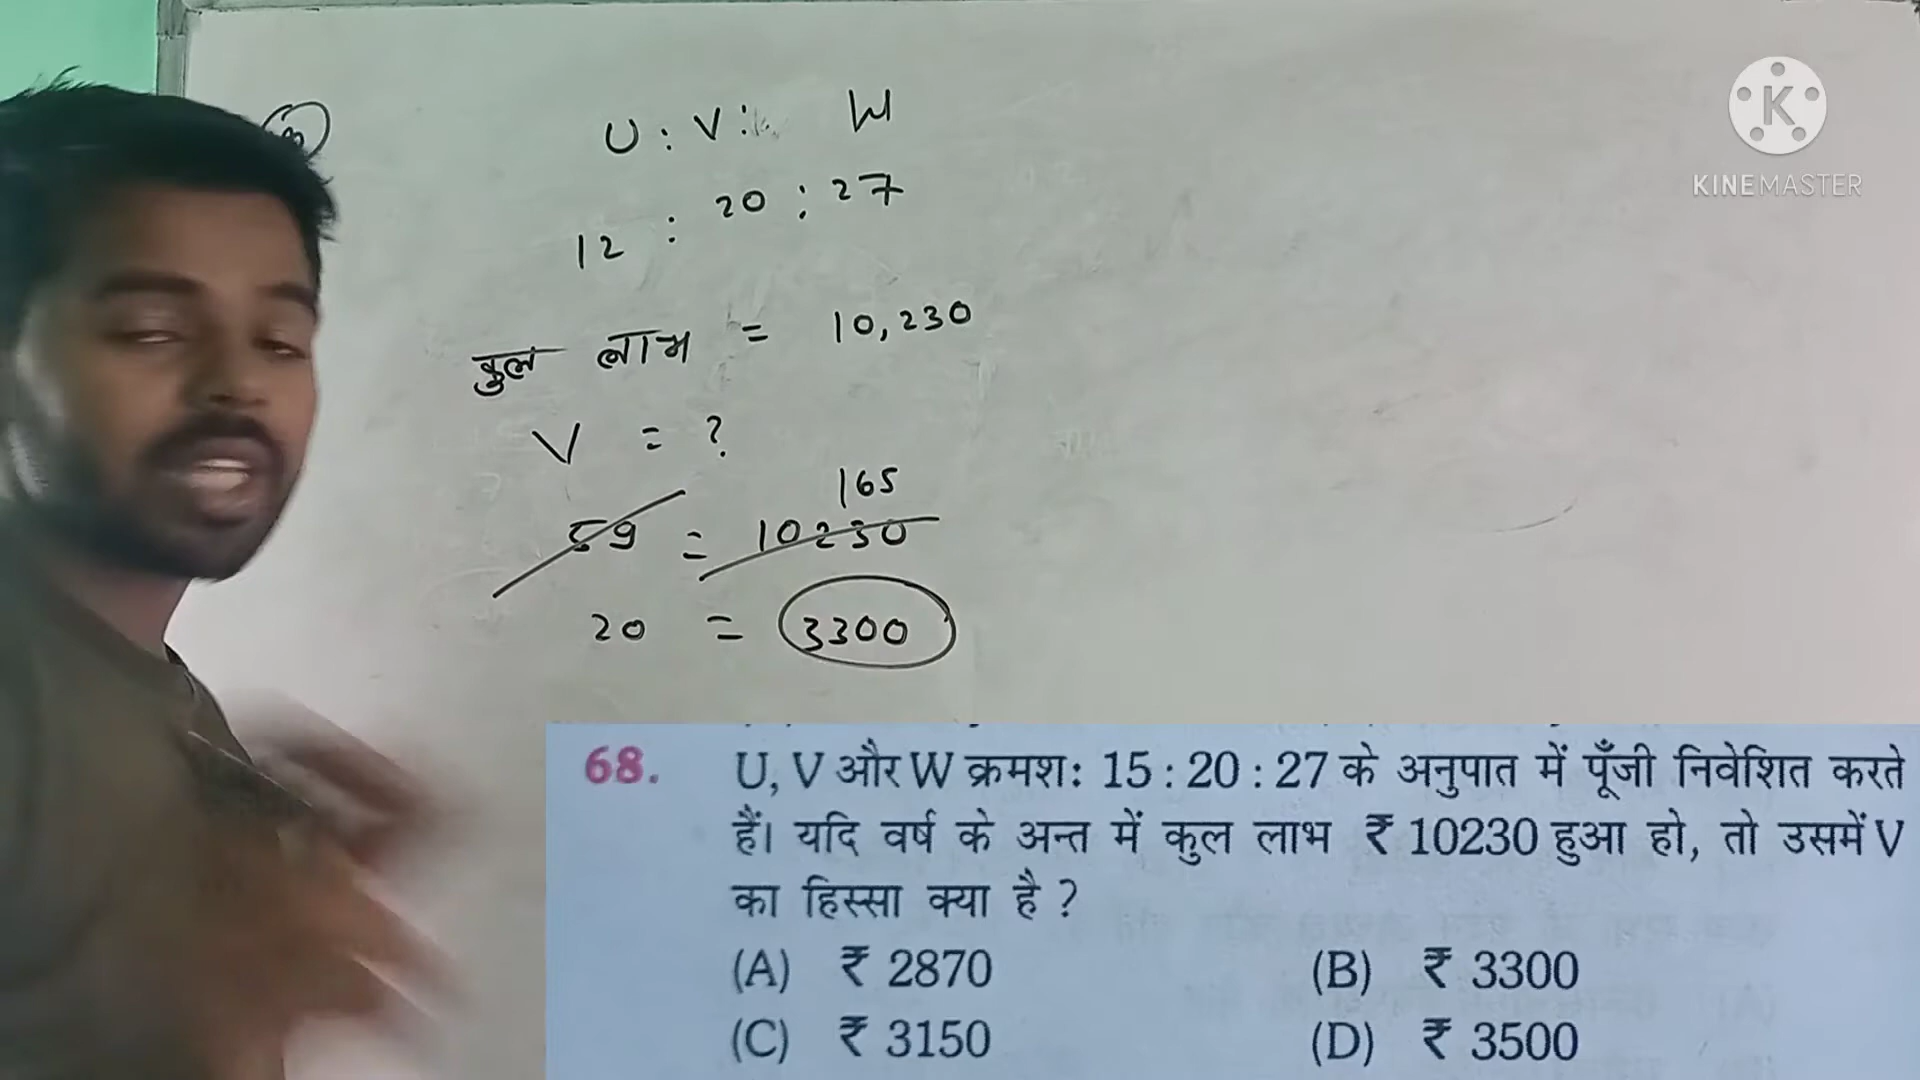 U : V : W
12 : 20 : 27
कुल लाभ = 10,230
V = ?
165
59 = 10230
20 = 3300
KINEMASTER
68. U, V और W क्रमश: 15 : 20 : 27 के अनुपात में पूँजी निवेशित करते
हैं। यदि वर्ष के अन्त में कुल लाभ ₹ 10230 हुआ हो, तो उसमें V
का हिस्सा क्या है ?
(A) ₹ 2870 (B) ₹ 3300
(C) ₹ 3150 (D) ₹ 3500